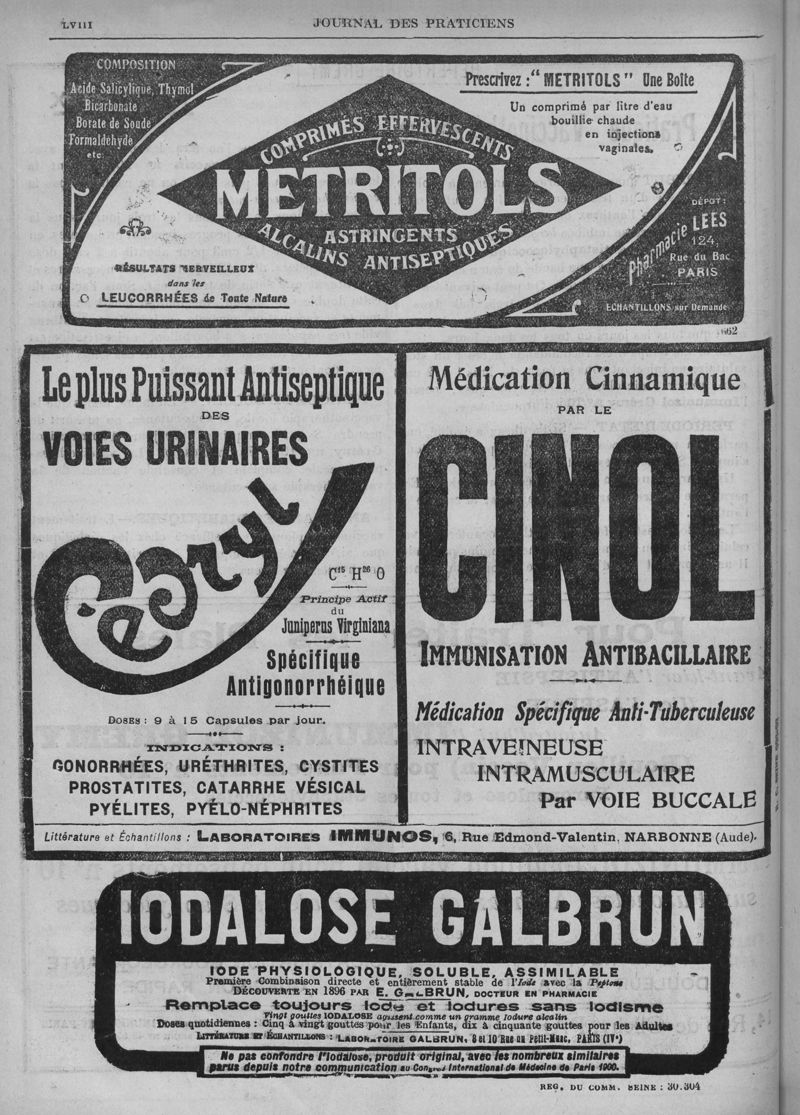 LVIII
JOURNAL DES PRATICIENS
COMPOSITION
Acide Salicylique, Thymol
Bicarbonate
Borate de Soude
Formaldéhyde
etc
Prescrivez : "METRITOLS" Une Boîte
Un comprimé par litre d'eau
bouillie chaude
en injections
vaginales.
COMPRIMÉS EFFERVESCENTS
METRITOLS
ASTRINGENTS
ALCALINS ANTISEPTIQUES
RÉSULTATS MERVEILLEUX
dans les
LEUCORRHÉES de Toute Nature
DÉPOT :
Pharmacie LEES
124,
Rue du Bac
PARIS
ECHANTILLONS sur Demande
662
Le plus Puissant Antiseptique
DES
VOIES URINAIRES
Cédryl
C15 H26 O
Principe Actif
du
Juniperus Virginiana
Spécifique
Antigonorrhéique
DOSES : 9 à 15 Capsules par jour.
INDICATIONS :
GONORRHÉES, URÉTHRITES, CYSTITES
PROSTATITES, CATARRHE VÉSICAL
PYÉLITES, PYÉLO-NÉPHRITES
Médication Cinnamique
PAR LE
CINOL
IMMUNISATION ANTIBACILLAIRE
Médication Spécifique Anti-Tuberculeuse
INTRAVEINEUSE
INTRAMUSCULAIRE
Par VOIE BUCCALE
Littérature et Échantillons : LABORATOIRES IMMUNOS, 6, Rue Edmond-Valentin, NARBONNE (Aude).
IODALOSE GALBRUN
IODE PHYSIOLOGIQUE, SOLUBLE, ASSIMILABLE
Première Combinaison directe et entièrement stable de l'Iode avec la Peptone
DÉCOUVERTE EN 1896 PAR E. GALBRUN, DOCTEUR EN PHARMACIE
Remplace toujours Iode et Iodures sans Iodisme
Vingt gouttes IODALOSE agissent comme un gramme Iodure alcalin
Doses quotidiennes : Cinq à vingt gouttes pour les Enfants, dix à cinquante gouttes pour les Adultes
LITTÉRATURE ET ÉCHANTILLONS : LABORATOIRE GALBRUN, 8 et 10 Rue du Petit-Musc, PARIS (IVe)
Ne pas confondre l'Iodalose, produit original, avec les nombreux similaires
parus depuis notre communication au Congrès International de Médecine de Paris 1900.
REG. DU COMM. SEINE : 30.304